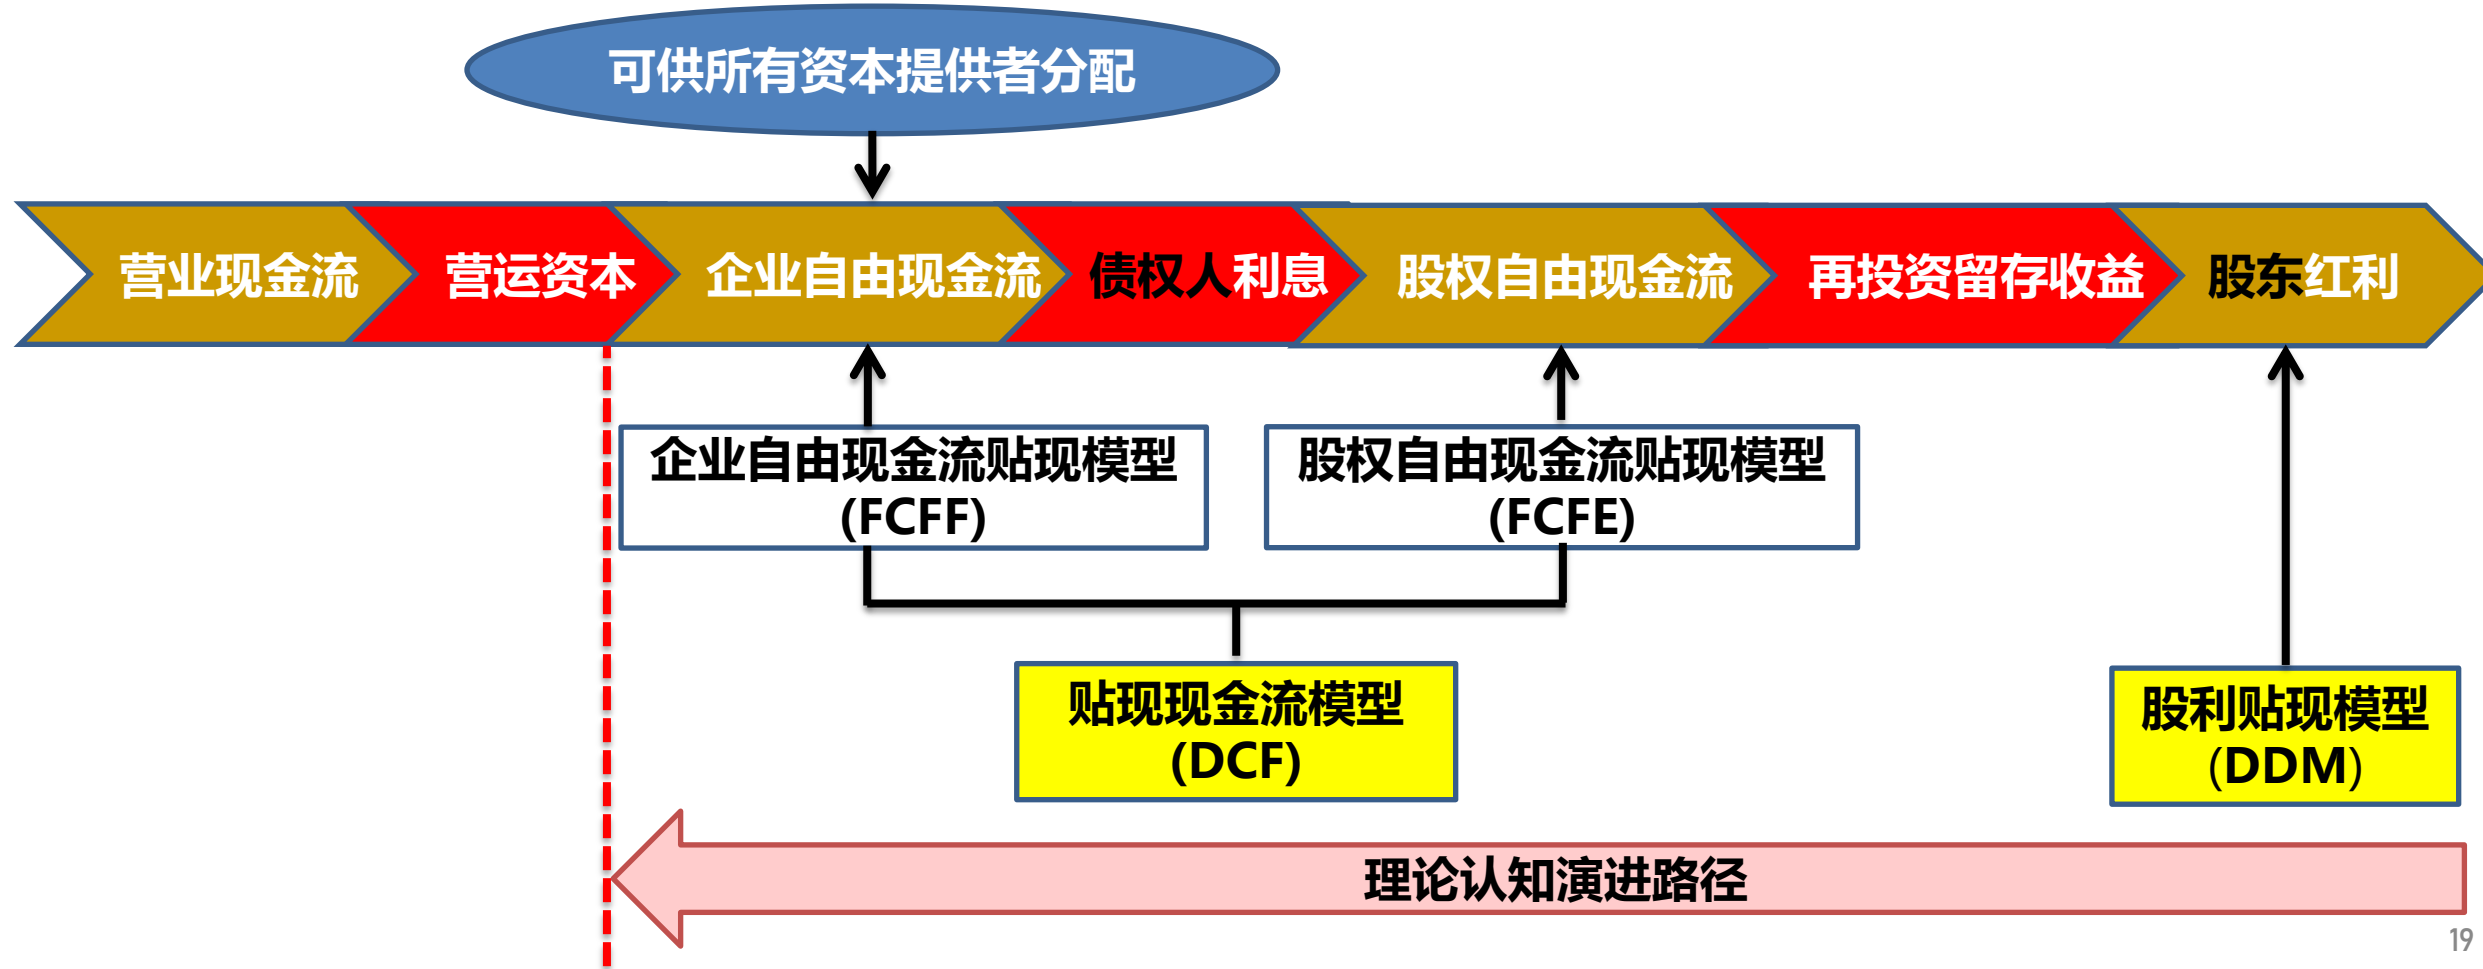 可供所有资本提供者分配
营业现金流
营运资本
企业自由现金流
债权人利息
股权自由现金流
再投资留存收益
股东红利
企业自由现金流贴现模型
(FCFF)
股权自由现金流贴现模型
(FCFE)
贴现现金流模型
(DCF)
股利贴现模型
（DDM）
理论认知演进路径
19